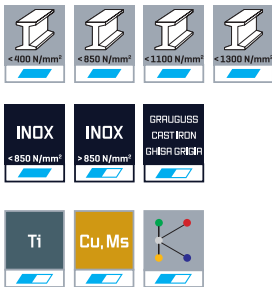 <400 N/mm² <850 N/mm² <1100 N/mm² <1300 N/mm²
INOX INOX GRAUGUSS
CAST IRON
GHISA GRIGIA
<850 N/mm² >850 N/mm²
Ti Cu, Ms